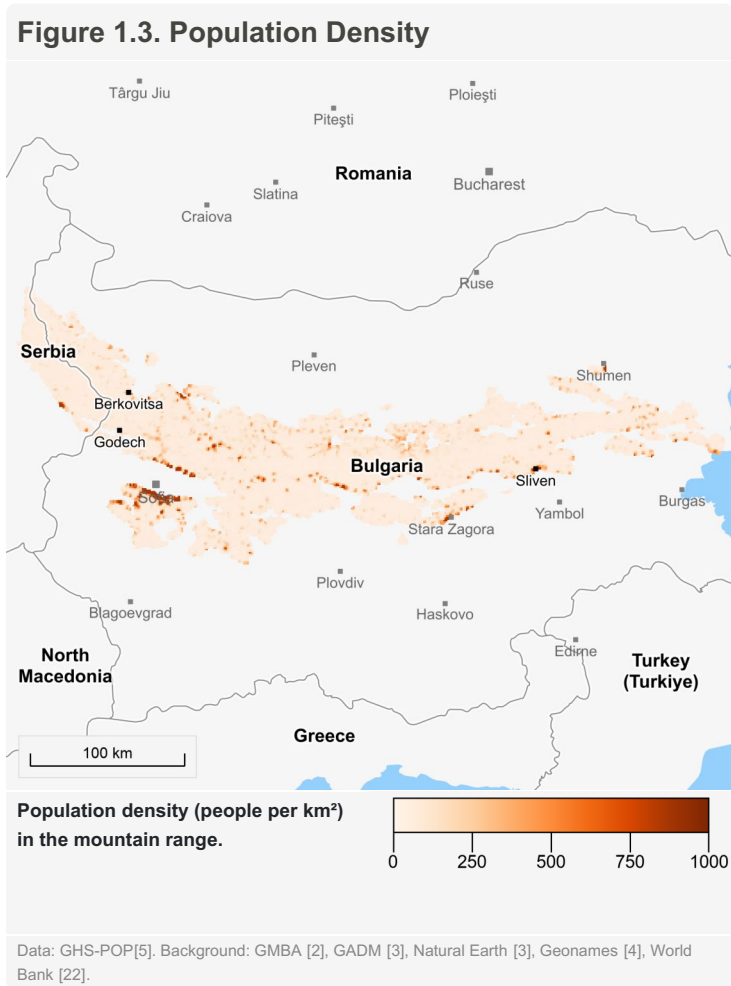 Figure 1.3. Population Density
Târgu Jiu
Ploieşti
Piteşti
Romania
Bucharest
Slatina
Craiova
Ruse
Serbia
Pleven
Shumen
Berkovitsa
Godech
Bulgaria
Sliven
Sofia
Burgas
Yambol
Stara Zagora
Plovdiv
Blagoevgrad
Haskovo
Edirne
North
Macedonia
Turkey
(Turkiye)
Greece
100 km
Population density (people per km²)
in the mountain range.
0 250 500 750 1000
Data: GHS-POP[5]. Background: GMBA [2], GADM [3], Natural Earth [3], Geonames [4], World
Bank [22].